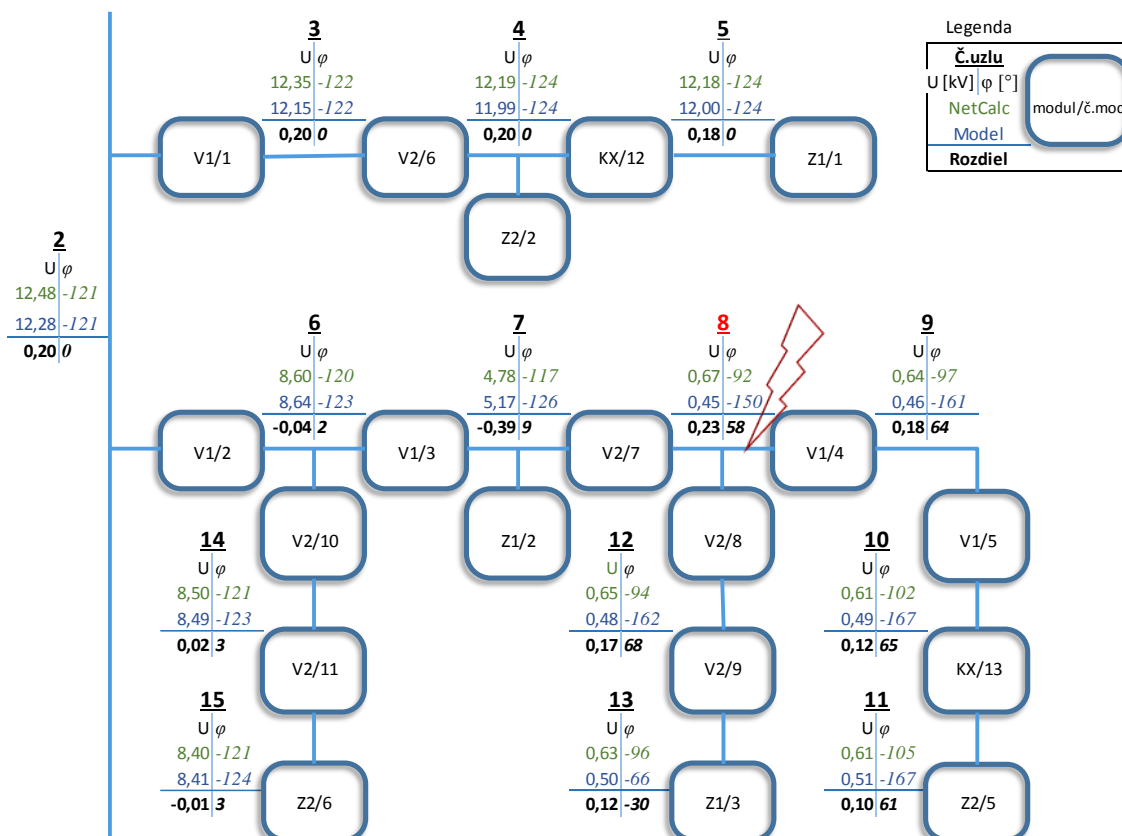 Legenda
Č.uzlu
U [kV] φ [°]
NetCalc
Model
Rozdiel
modul/č.mod
3
U φ
12,35 -122
12,15 -122
0,20 0
4
U φ
12,19 -124
11,99 -124
0,20 0
5
U φ
12,18 -124
12,00 -124
0,18 0
V1/1
V2/6
KX/12
Z1/1
Z2/2
2
U φ
12,48 -121
12,28 -121
0,20 0
6
U φ
8,60 -120
8,64 -123
-0,04 2
7
U φ
4,78 -117
5,17 -126
-0,39 9
8
U φ
0,67 -92
0,45 -150
0,23 58
9
U φ
0,64 -97
0,46 -161
0,18 64
V1/2
V1/3
V2/7
V1/4
V2/10
Z1/2
V2/8
V1/5
14
U φ
8,50 -121
8,49 -123
0,02 3
12
U φ
0,65 -94
0,48 -162
0,17 68
10
U φ
0,61 -102
0,49 -167
0,12 65
V2/11
V2/9
KX/13
15
U φ
8,40 -121
8,41 -124
-0,01 3
13
U φ
0,63 -96
0,50 -66
0,12 -30
11
U φ
0,61 -105
0,51 -167
0,10 61
Z2/6
Z1/3
Z2/5